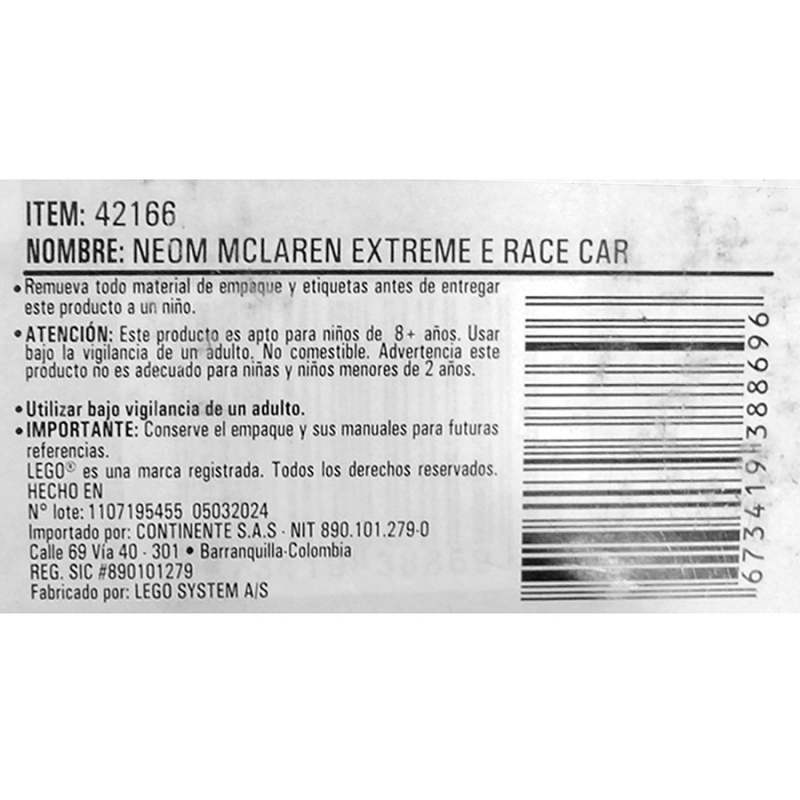 ITEM: 42166
NOMBRE: NEOM MCLAREN EXTREME E RACE CAR
•Remueva todo material de empaque y etiquetas antes de entregar
este producto a un niño.
•ATENCIÓN: Este producto es apto para niños de 8+ años. Usar
bajo la vigilancia de un adulto. No comestible. Advertencia este
producto no es adecuado para niñas y niños menores de 2 años.
•Utilizar bajo vigilancia de un adulto.
•IMPORTANTE: Conserve el empaque y sus manuales para futuras
referencias.
LEGO® es una marca registrada. Todos los derechos reservados.
HECHO EN
N° lote: 1107195455 05032024
Importado por: CONTINENTE S.A.S - NIT 890.101.279-0
Calle 69 Vía 40 - 301 • Barranquilla-Colombia
REG. SIC #890101279
Fabricado por: LEGO SYSTEM A/S
673419388696